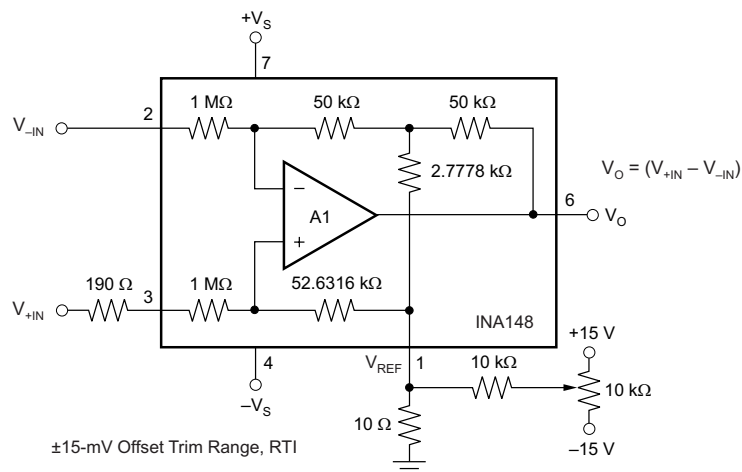 +V_S
7
2
1 MΩ
50 kΩ
50 kΩ
V_–IN
2.7778 kΩ
V_O = (V_+IN – V_–IN)
–
A1
+
6
V_O
190 Ω
3
1 MΩ
52.6316 kΩ
V_+IN
INA148
4
V_REF
1
+15 V
10 kΩ
10 kΩ
–V_S
10 Ω
–15 V
±15-mV Offset Trim Range, RTI